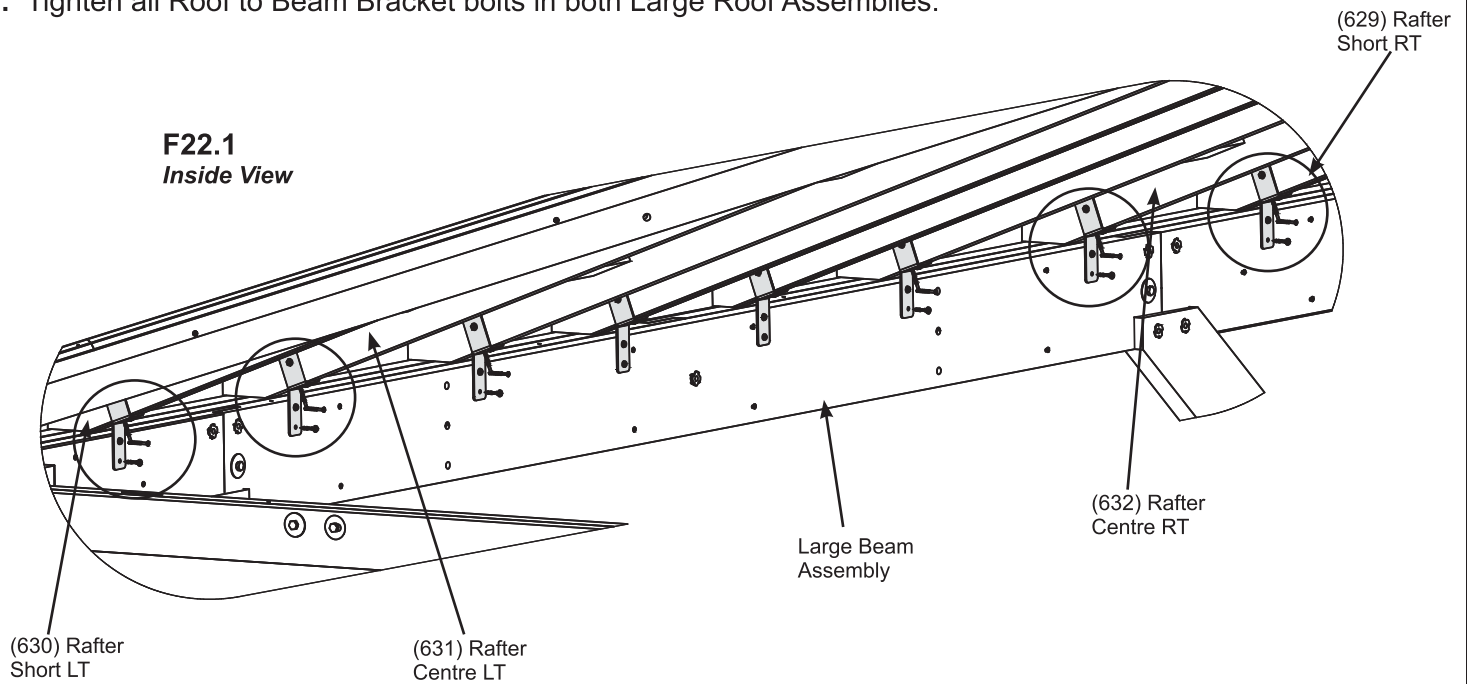 . Tighten all Roof to Beam Bracket bolts in both Large Roof Assemblies.
(629) Rafter
Short RT
F22.1
Inside View
(632) Rafter
Centre RT
Large Beam
Assembly
(630) Rafter
Short LT
(631) Rafter
Centre LT